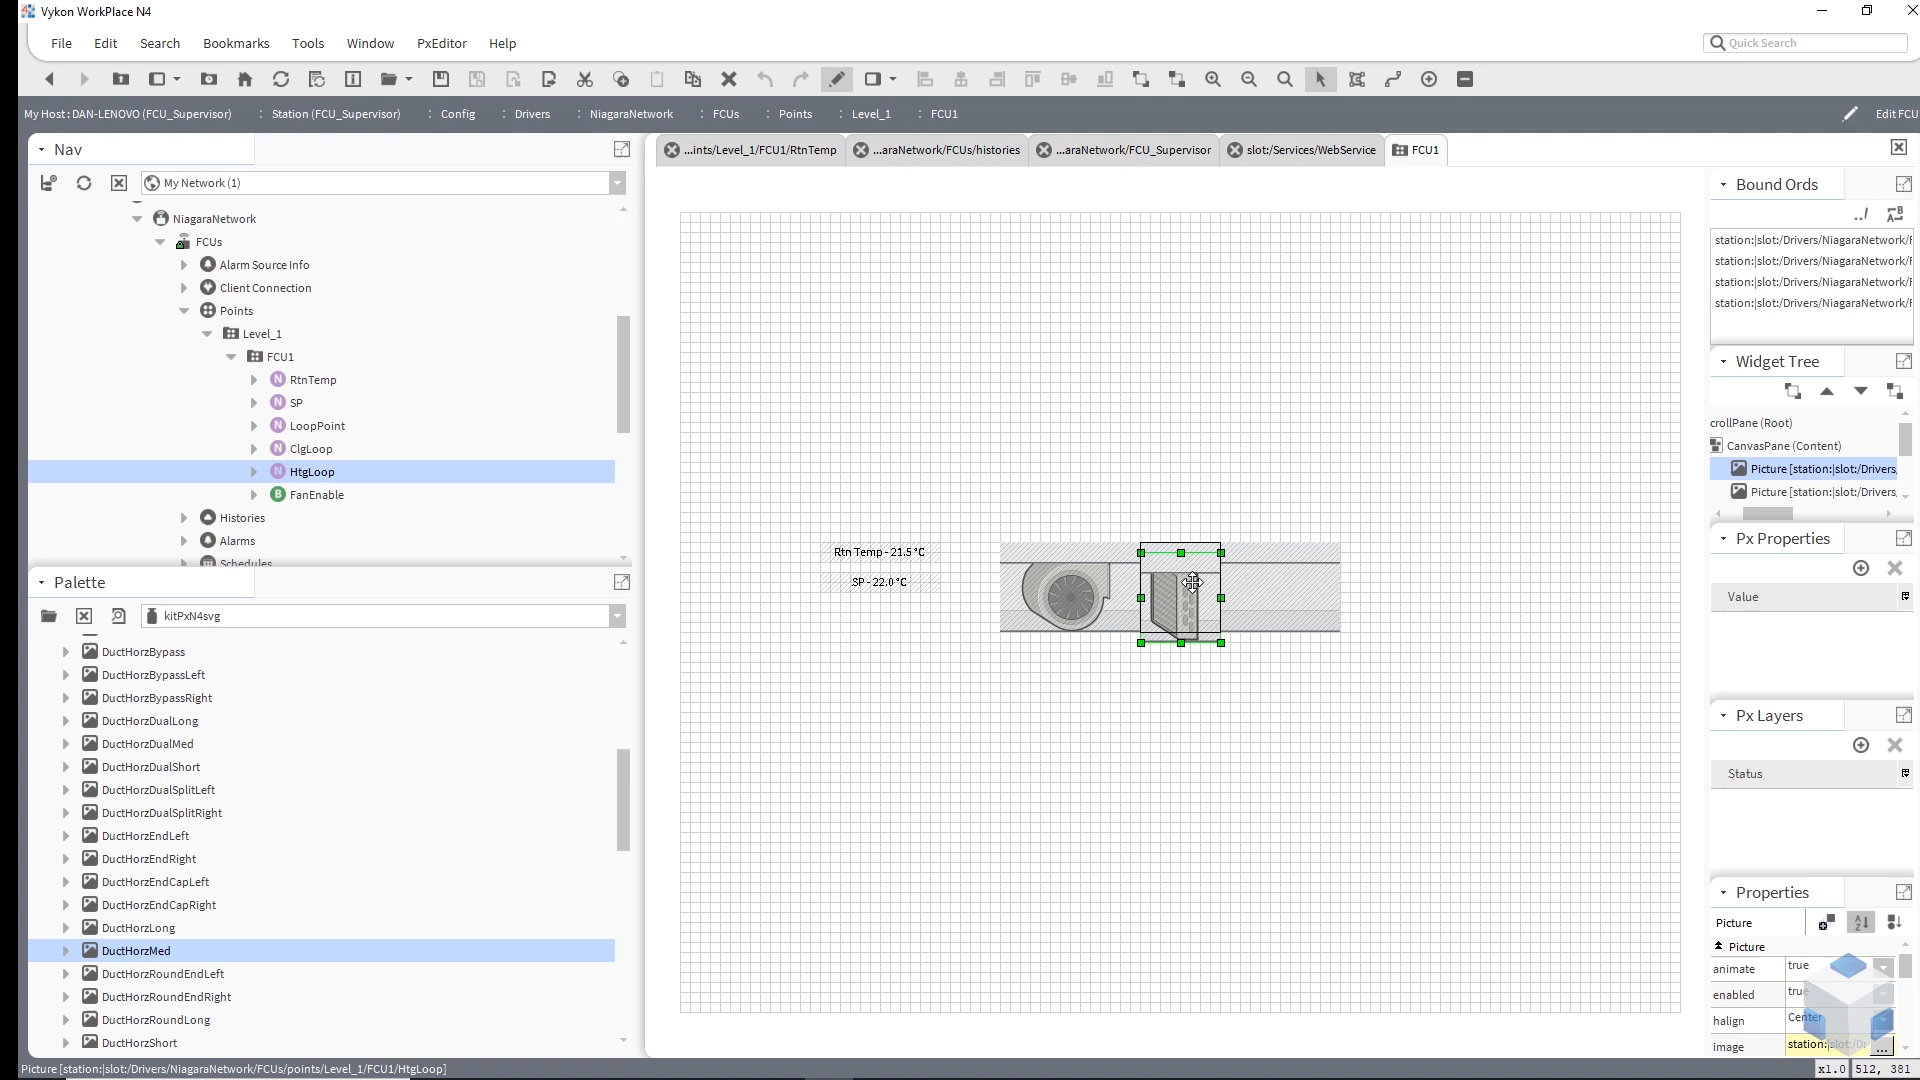 Vykon WorkPlace N4
File Edit Search Bookmarks Tools Window PxEditor Help
Quick Search
My Host : DAN-LENOVO (FCU_Supervisor) : Station (FCU_Supervisor) : Config : Drivers : NiagaraNetwork : FCUs : Points : Level_1 : FCU1
Edit FCU
Nav
My Network (1)
NiagaraNetwork
FCUs
Alarm Source Info
Client Connection
Points
Level_1
FCU1
RtnTemp
SP
LoopPoint
ClgLoop
HtgLoop
FanEnable
Histories
Alarms
Schedules
Palette
kitPxN4svg
DuctHorzBypass
DuctHorzBypassLeft
DuctHorzBypassRight
DuctHorzDualLong
DuctHorzDualMed
DuctHorzDualShort
DuctHorzDualSplitLeft
DuctHorzDualSplitRight
DuctHorzEndLeft
DuctHorzEndRight
DuctHorzEndCapLeft
DuctHorzEndCapRight
DuctHorzLong
DuctHorzMed
DuctHorzRoundEndLeft
DuctHorzRoundEndRight
DuctHorzRoundLong
DuctHorzShort
...ints/Level_1/FCU1/RtnTemp
...araNetwork/FCUs/histories
...araNetwork/FCU_Supervisor
slot:/Services/WebService
FCU1
Rtn Temp - 21.5 °C
SP - 22.0 °C
Bound Ords
station:|slot:/Drivers/NiagaraNetwork/F
station:|slot:/Drivers/NiagaraNetwork/F
station:|slot:/Drivers/NiagaraNetwork/F
station:|slot:/Drivers/NiagaraNetwork/F
Widget Tree
crollPane (Root)
CanvasPane (Content)
Picture [station:|slot:/Drivers,
Picture [station:|slot:/Drivers,
Px Properties
Value
Px Layers
Status
Properties
Picture
Picture
animate true
enabled true
halign Center
image station:|slot:/Dr
...
Picture [station:|slot:/Drivers/NiagaraNetwork/FCUs/points/Level_1/FCU1/HtgLoop]
x1.0 512, 381